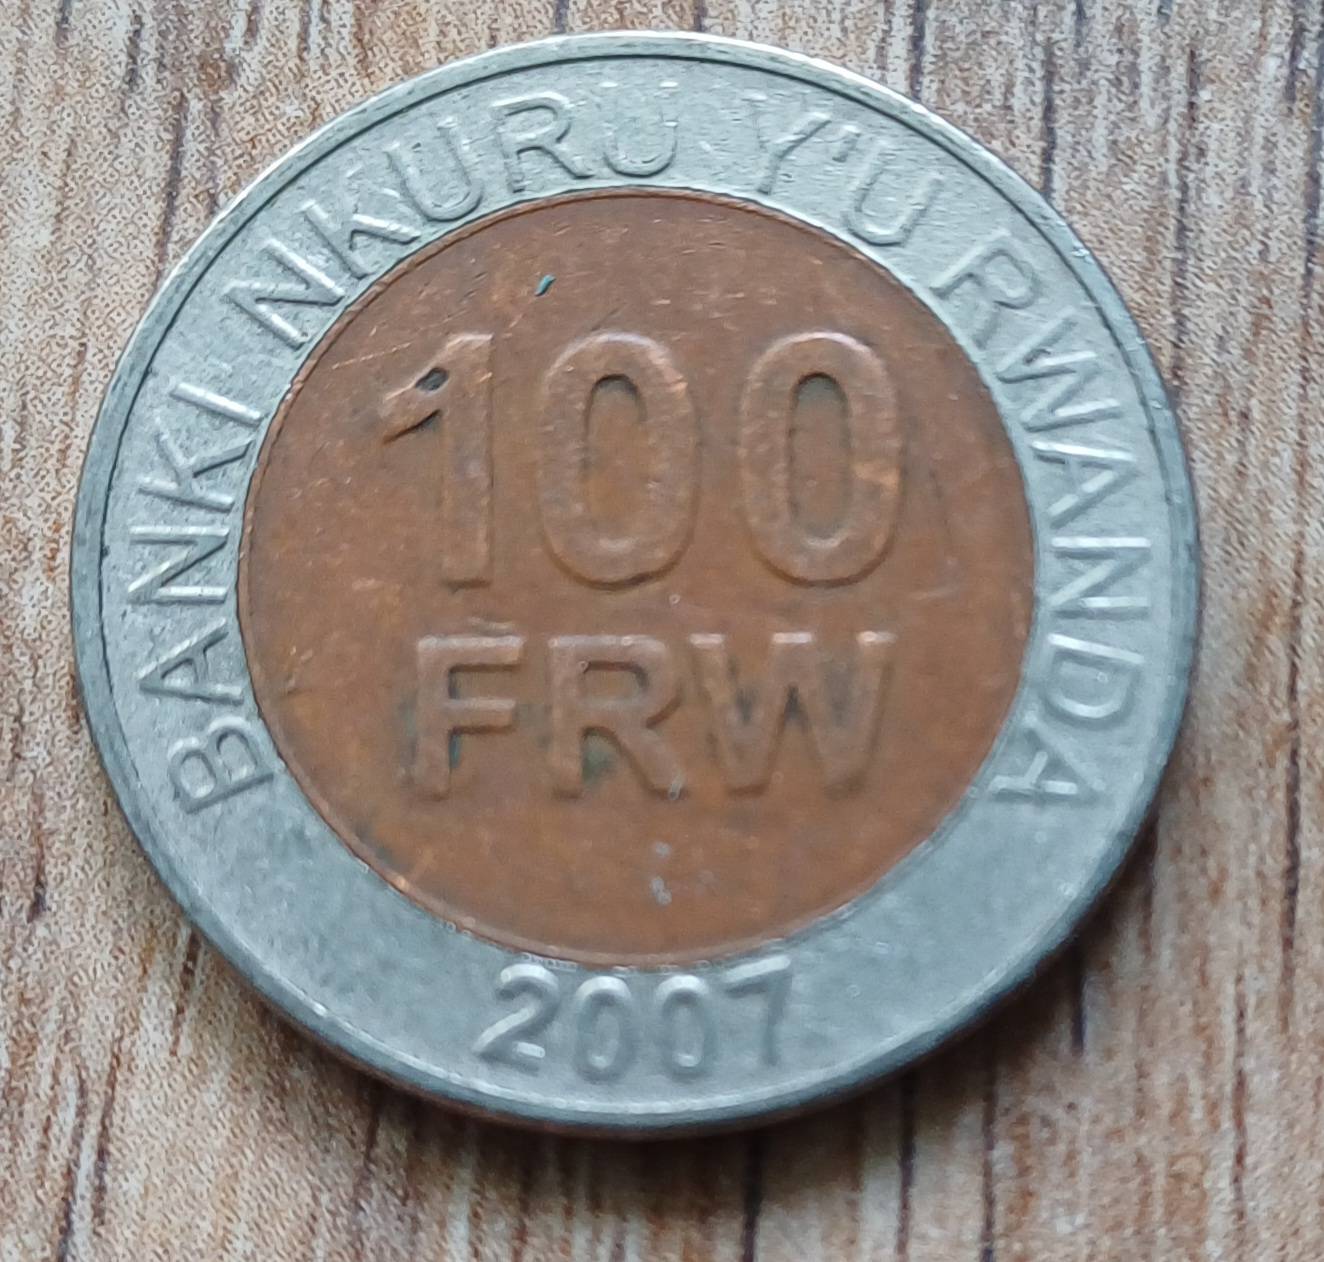 BANKI NKURU Y'U RWANDA
100
FRW
2007